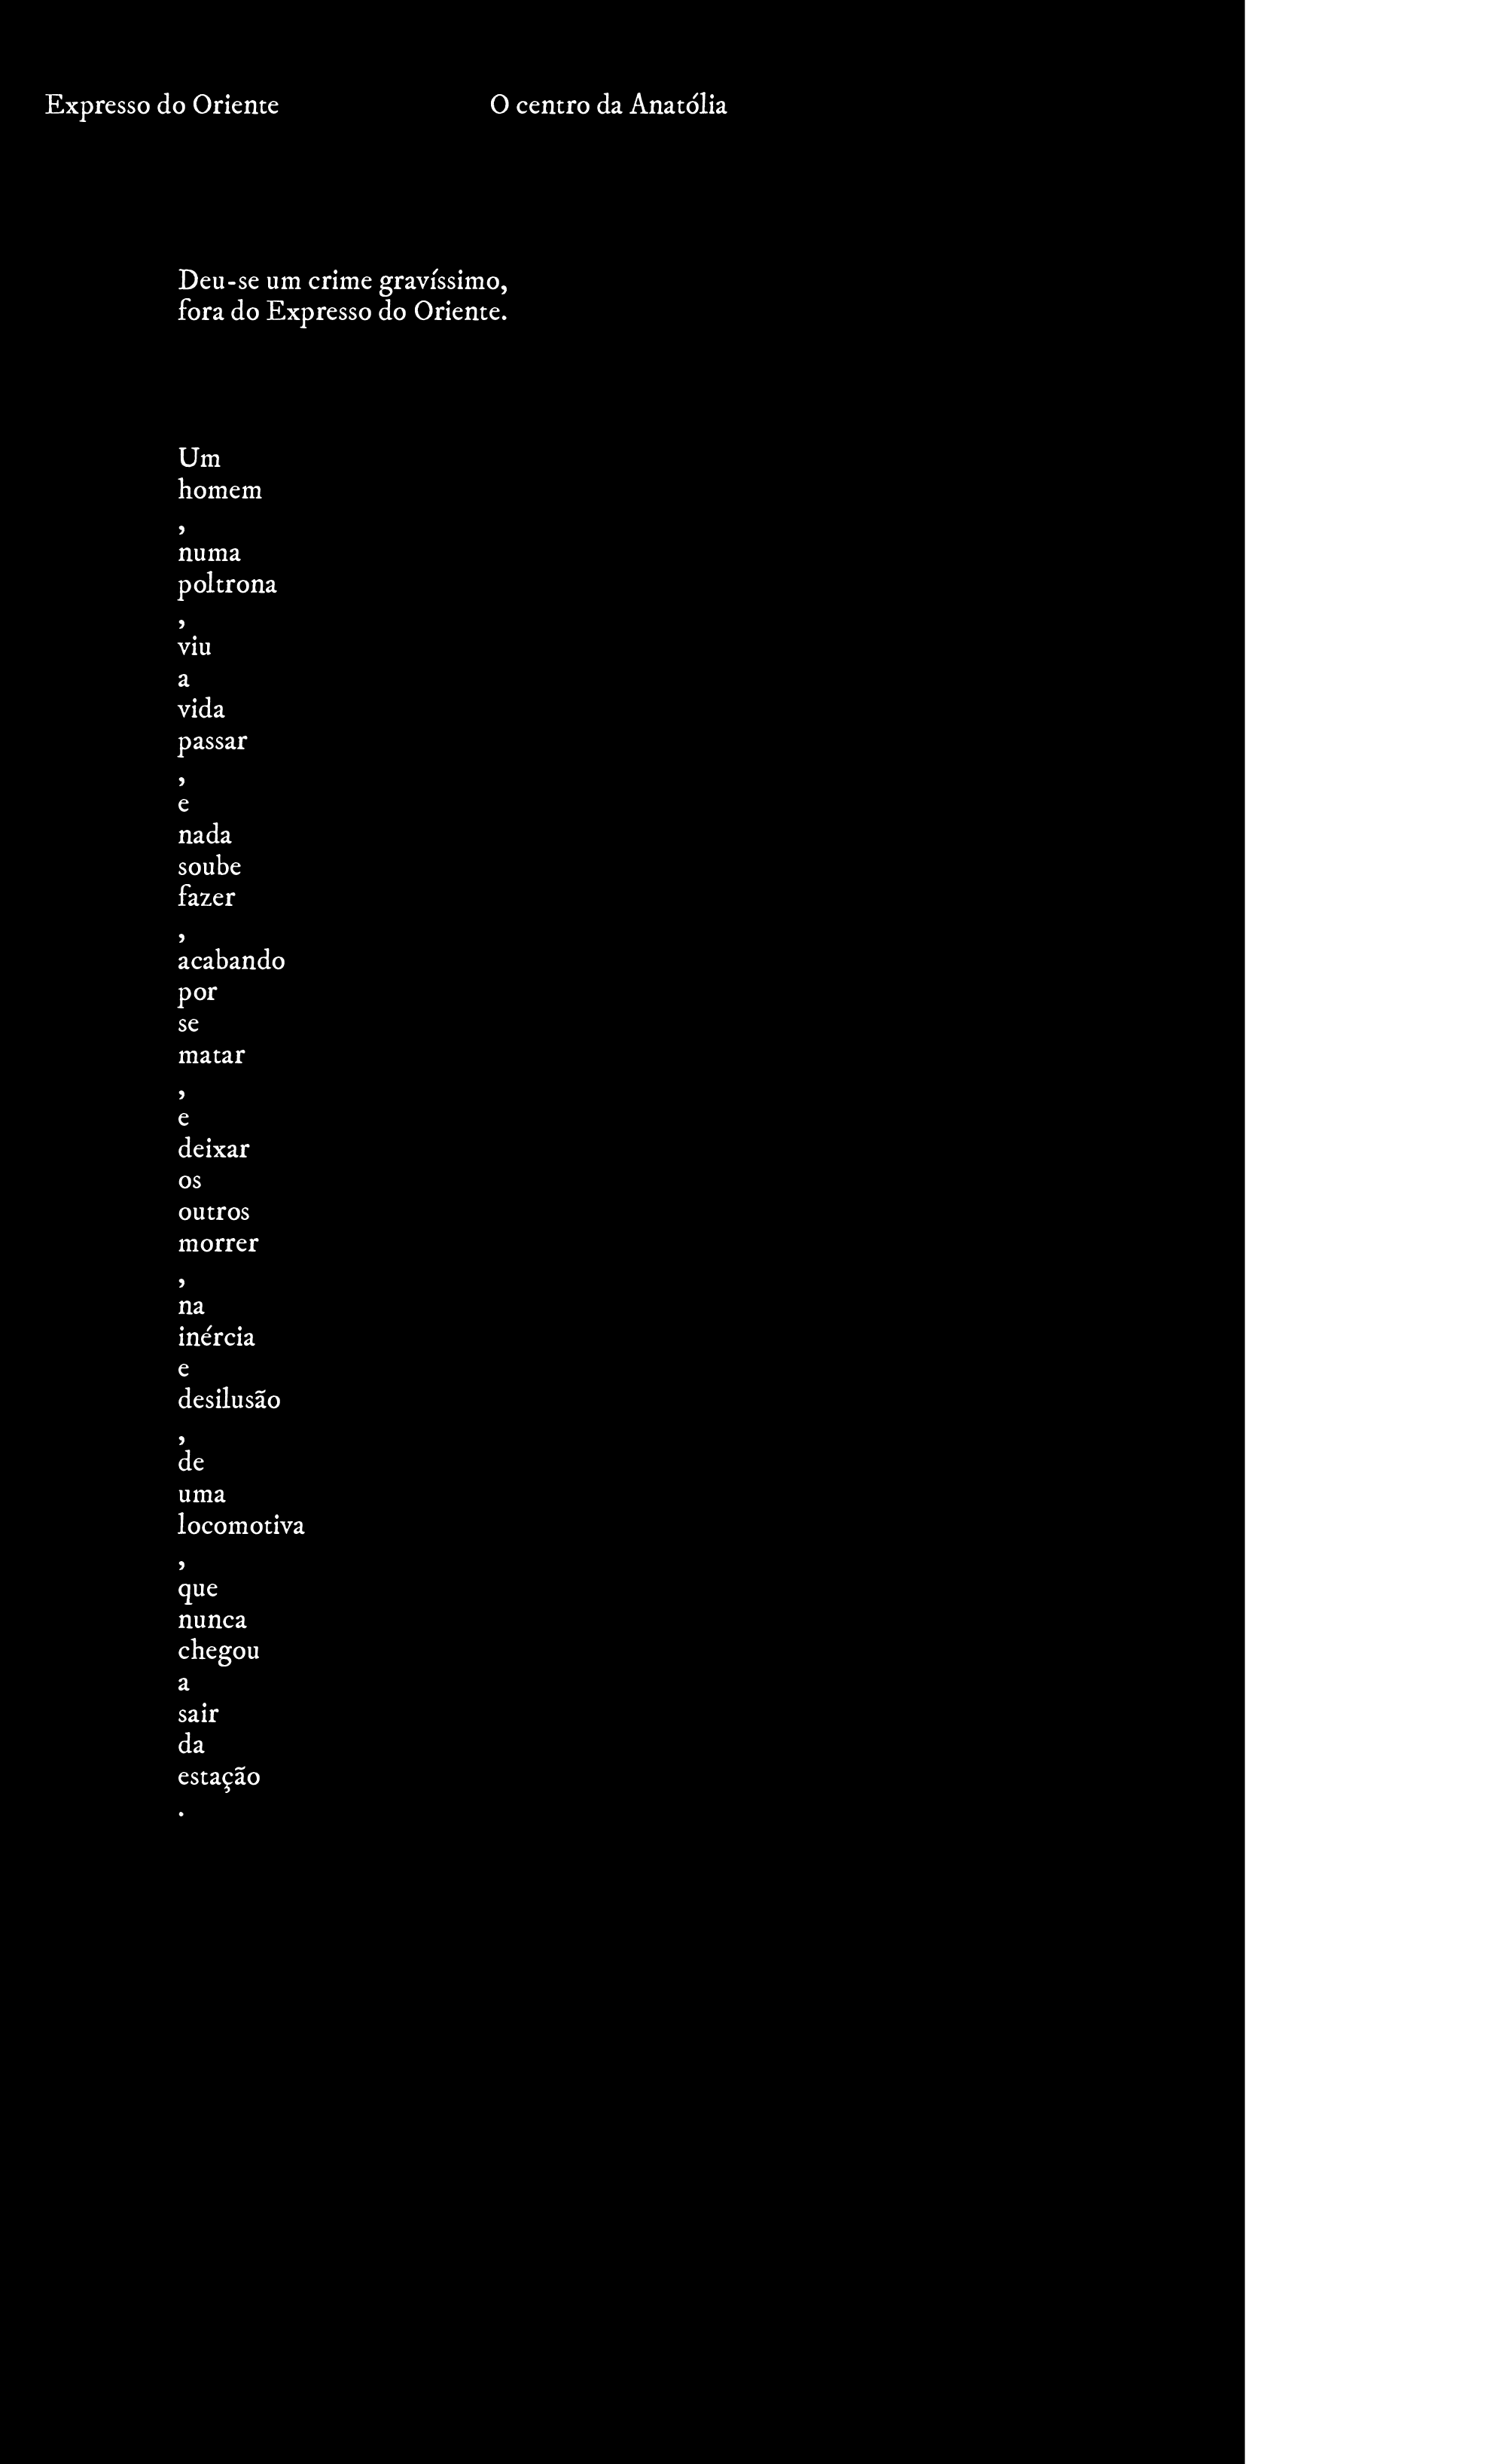 Expresso do Oriente
O centro da Anatólia
Deu-se um crime gravíssimo,
fora do Expresso do Oriente.
Um
homem
,
numa
poltrona
,
viu
a
vida
passar
,
e
nada
soube
fazer
,
acabando
por
se
matar
,
e
deixar
os
outros
morrer
,
na
inércia
e
desilusão
,
de
uma
locomotiva
,
que
nunca
chegou
a
sair
da
estação
.